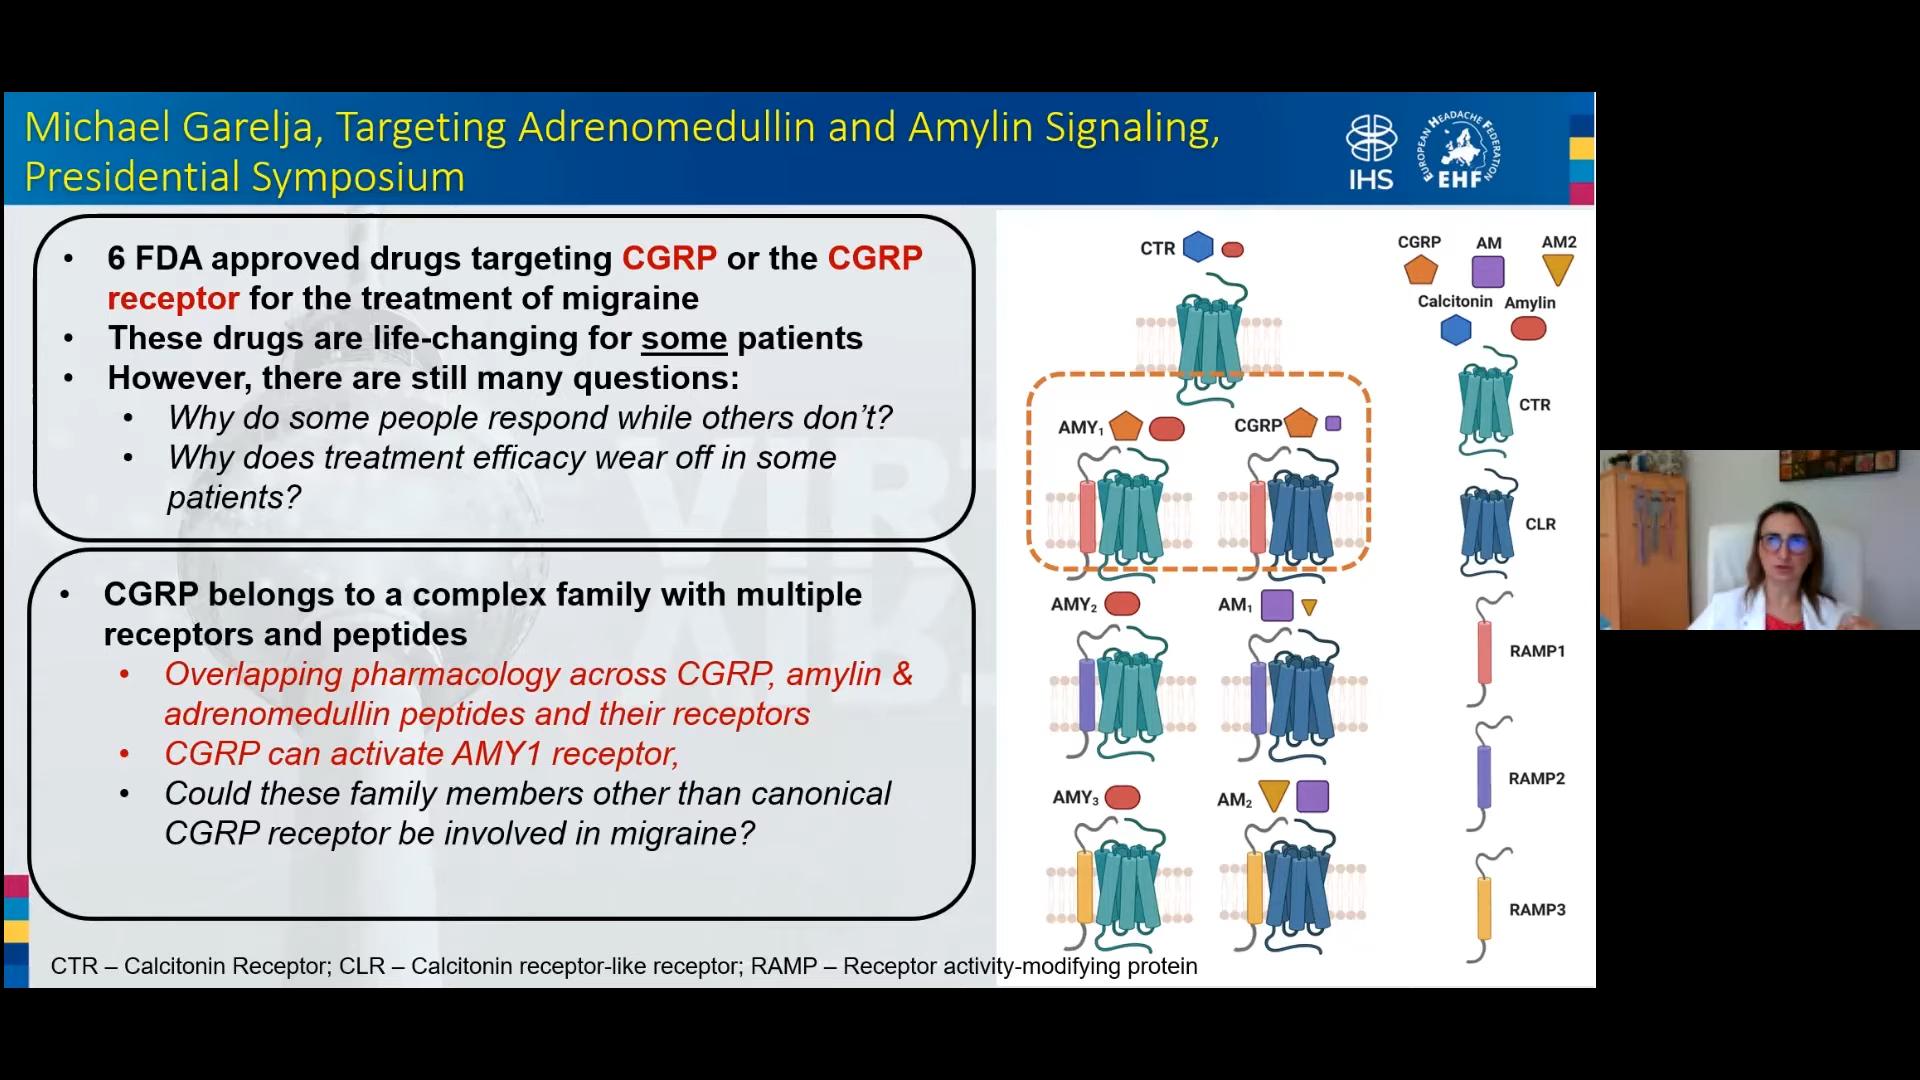 Michael Garelja, Targeting Adrenomedullin and Amylin Signaling,
Presidential Symposium
IHS
EUROPEAN HEADACHE FEDERATION
EHF
• 6 FDA approved drugs targeting CGRP or the CGRP
receptor for the treatment of migraine
• These drugs are life-changing for some patients
• However, there are still many questions:
• Why do some people respond while others don’t?
• Why does treatment efficacy wear off in some
patients?
• CGRP belongs to a complex family with multiple
receptors and peptides
• Overlapping pharmacology across CGRP, amylin &
adrenomedullin peptides and their receptors
• CGRP can activate AMY1 receptor,
• Could these family members other than canonical
CGRP receptor be involved in migraine?
CTR
AMY₁
CGRP
AMY₂
AM₁
AMY₃
AM₂
CGRP AM AM2
Calcitonin Amylin
CTR
CLR
RAMP1
RAMP2
RAMP3
CTR – Calcitonin Receptor; CLR – Calcitonin receptor-like receptor; RAMP – Receptor activity-modifying protein